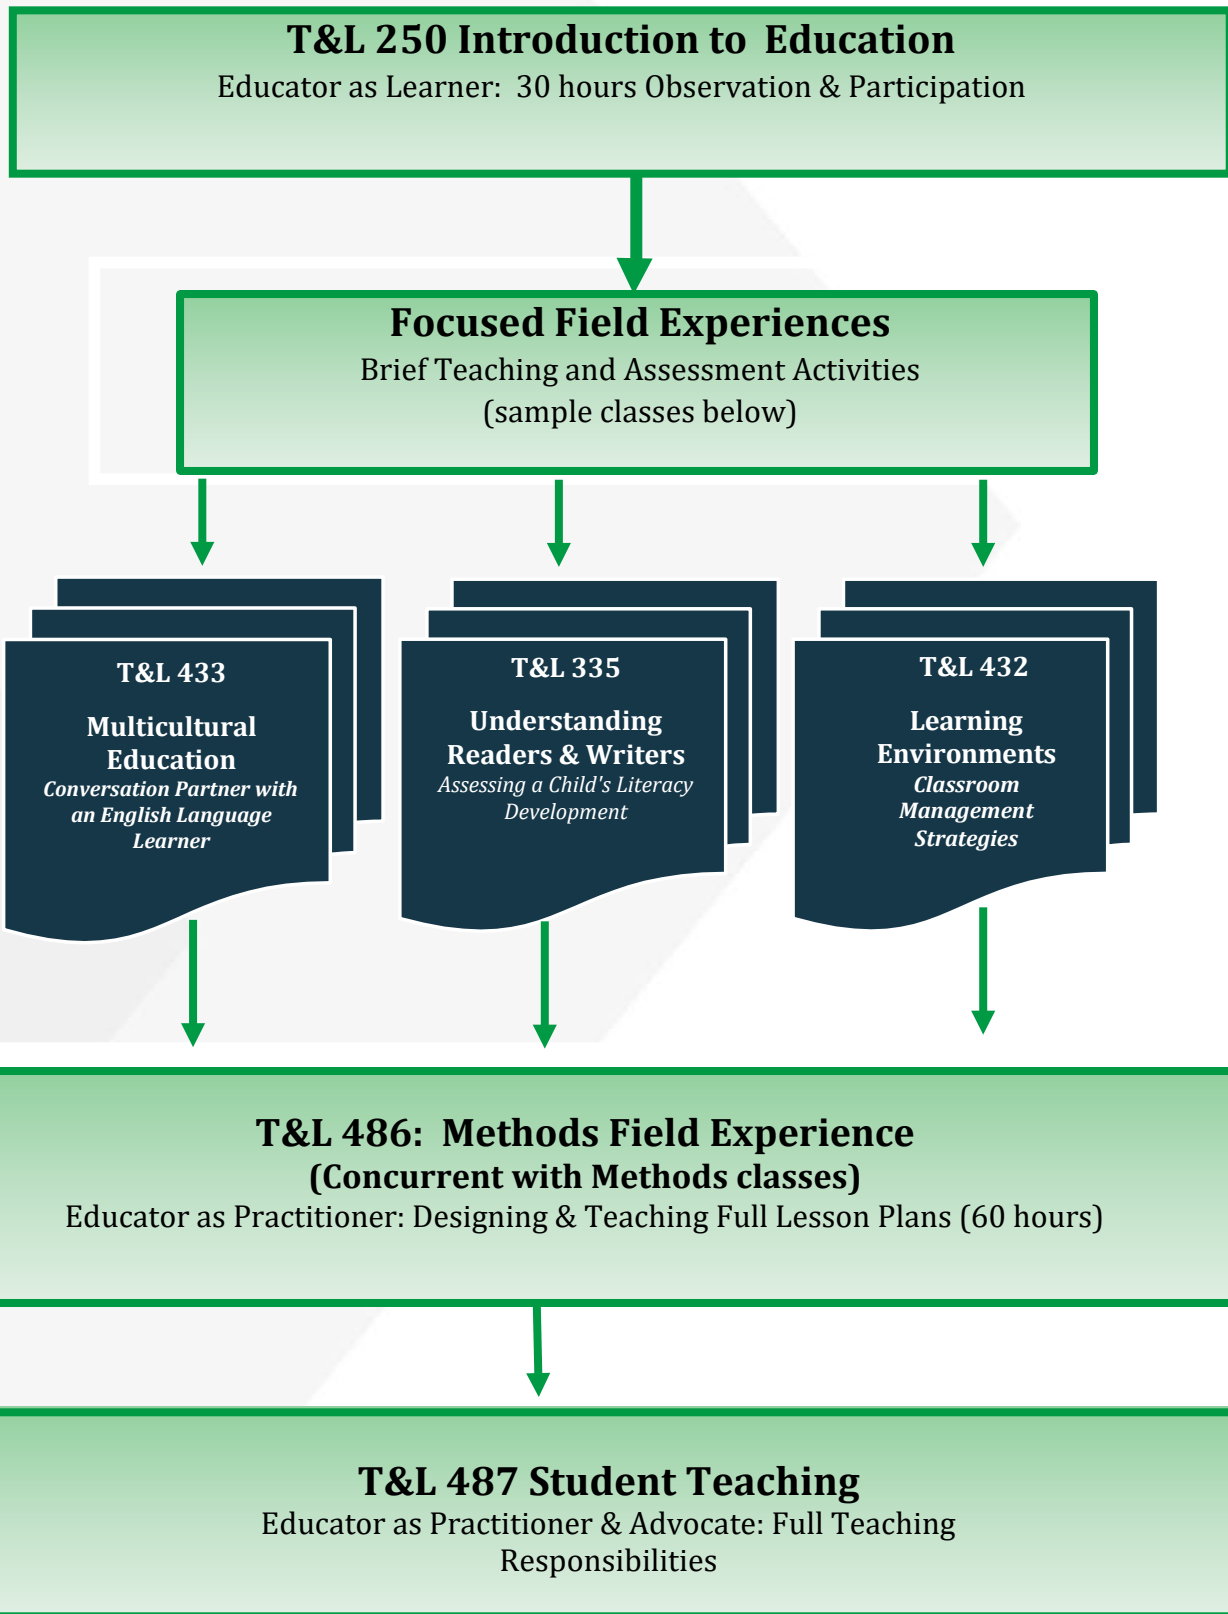 T&L 250 Introduction to Education
Educator as Learner: 30 hours Observation & Participation
Focused Field Experiences
Brief Teaching and Assessment Activities
(sample classes below)
T&L 433
Multicultural
Education
Conversation Partner with
an English Language
Learner
T&L 335
Understanding
Readers & Writers
Assessing a Child's Literacy
Development
T&L 432
Learning
Environments
Classroom
Management
Strategies
T&L 486: Methods Field Experience
(Concurrent with Methods classes)
Educator as Practitioner: Designing & Teaching Full Lesson Plans (60 hours)
T&L 487 Student Teaching
Educator as Practitioner & Advocate: Full Teaching
Responsibilities